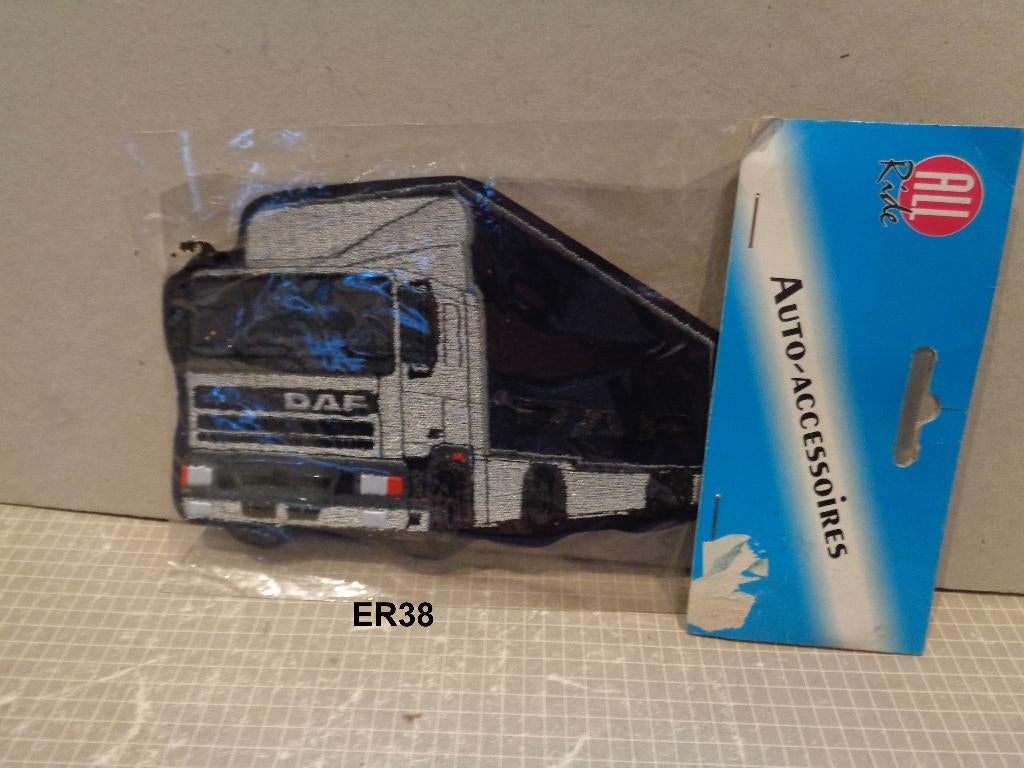 DAF
ALL
Ride
AUTO-ACCESSOIRES
ER38